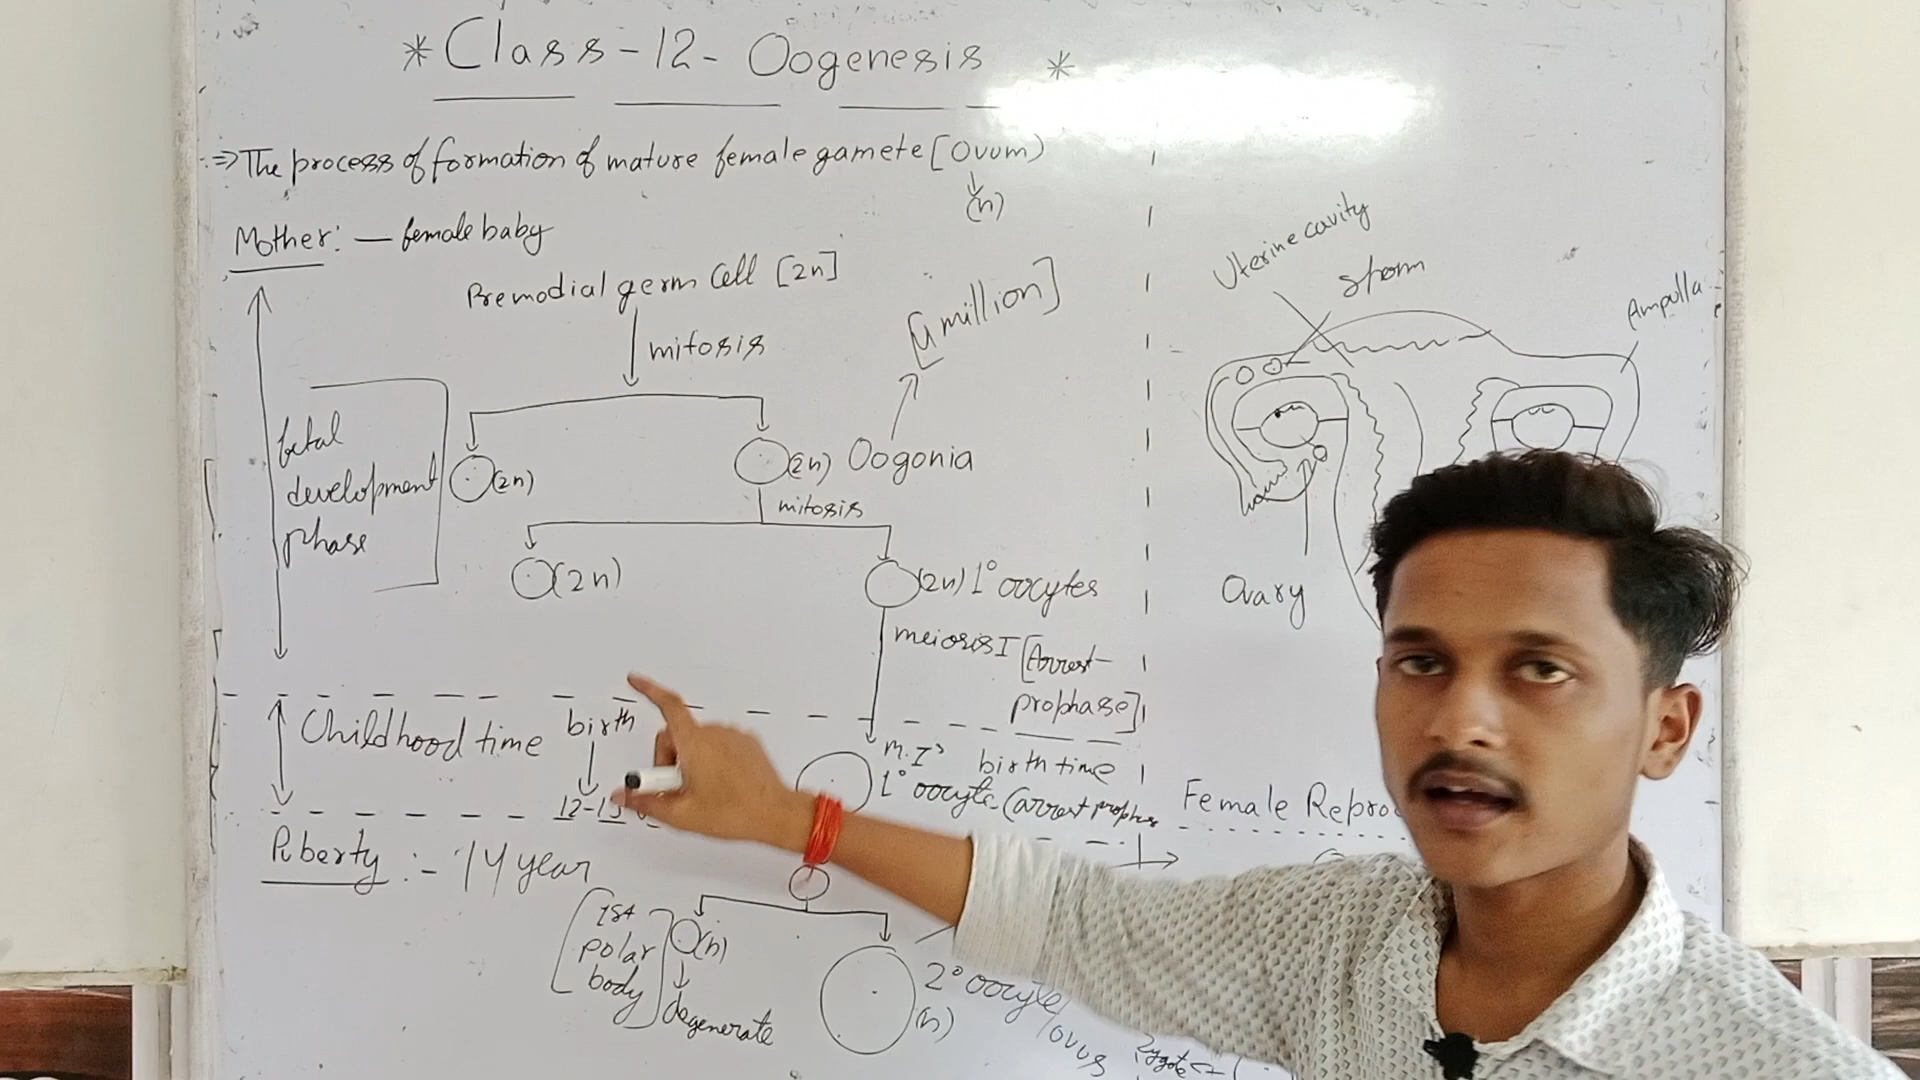 * Class-12- Oogenesis *
⇒ The process of formation of mature female gamete [Ovum)
(n)
Mother: — female baby
Premodial germ Cell [2n]
mitosis
[4 million]
fetal
development
phase
(2n)
(2n) Oogonia
mitosis
(2n)
(2n) 1° oocytes
meiosis I [Arrest-
prophase]
Childhood time
birth
12-13
M.I
birth time
1° oocyte (arrest prophase
Puberty :- 14 year
1st
polar
body
(n)
degenerate
2° oocyte
(n)
Zygote
Uterine cavity
Sperm
Ampulla
Ovary
Female Repro